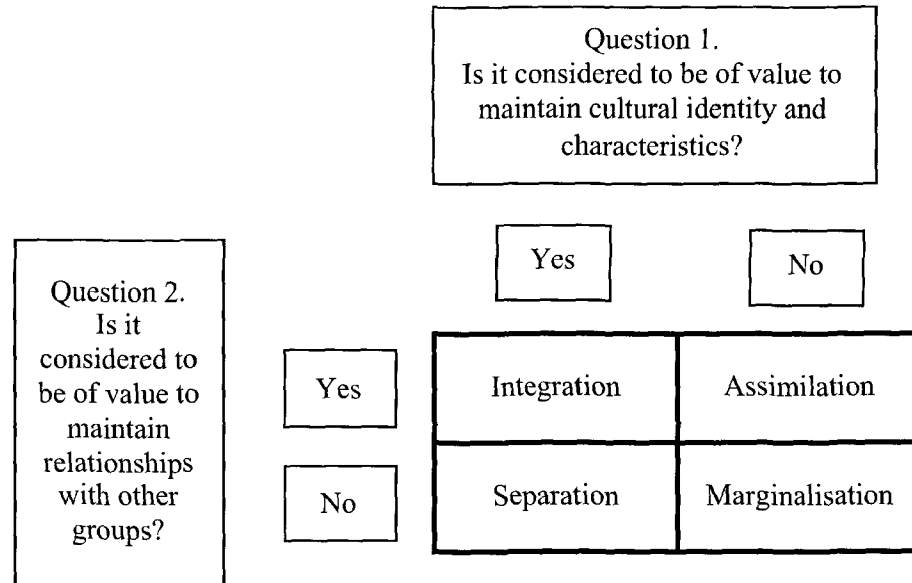 Question 1.
Is it considered to be of value to
maintain cultural identity and
characteristics?
Yes
No
Question 2.
Is it
considered to
be of value to
maintain
relationships
with other
groups?
Yes
Integration
Assimilation
No
Separation
Marginalisation